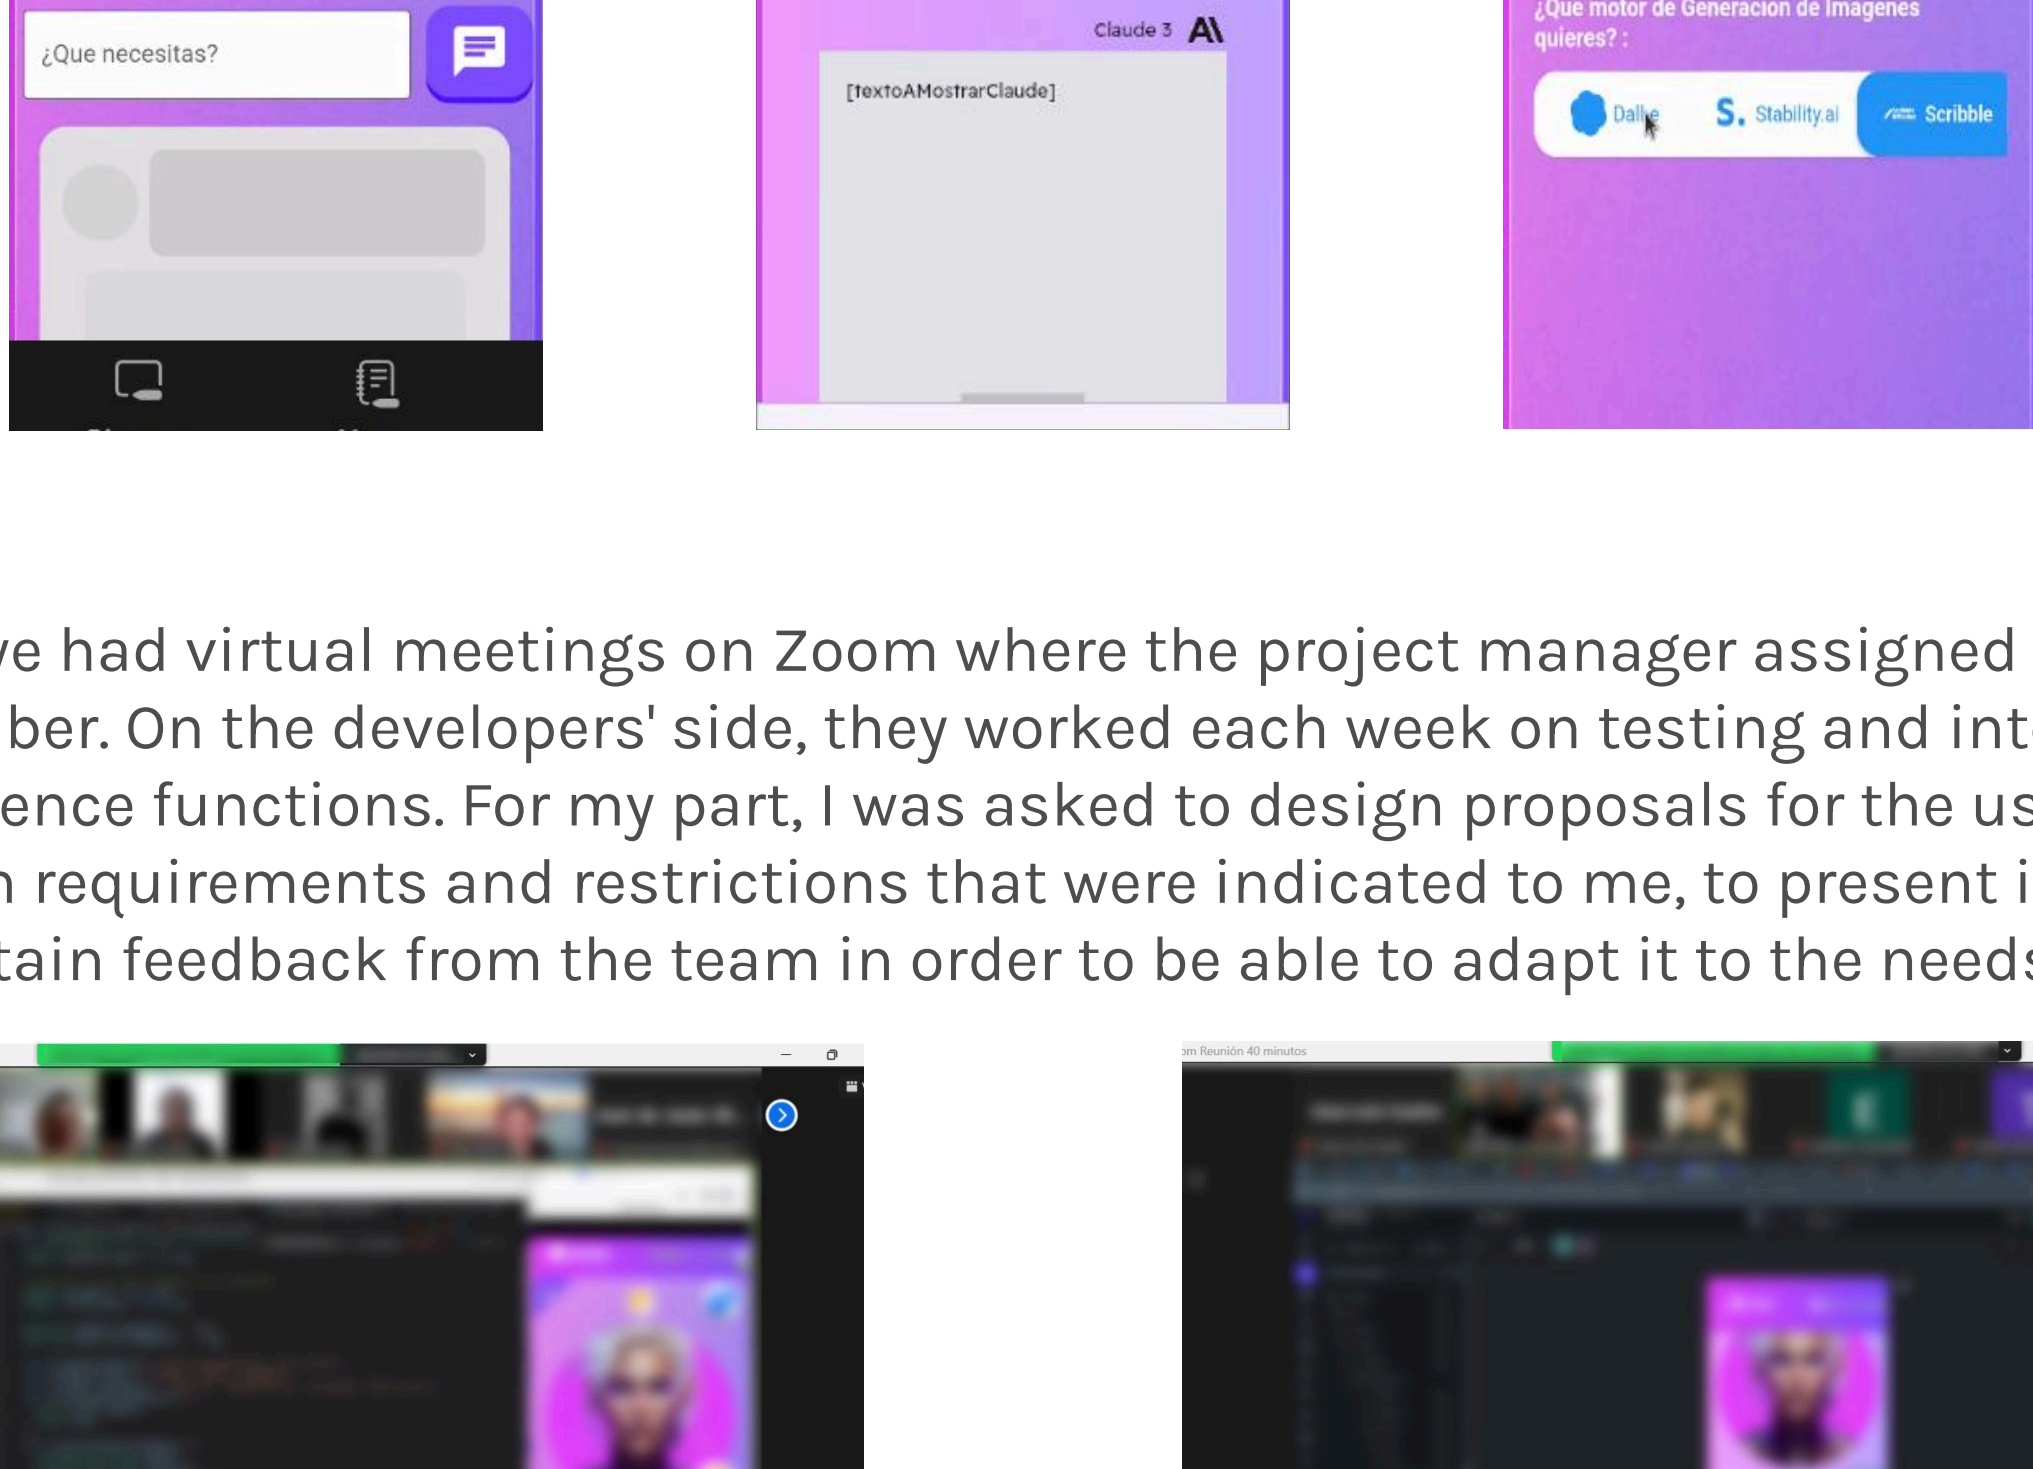 ¿Que necesitas?
Claude 3
[textoAMostrarClaude]
¿Que motor de Generacion de Imagenes
quieres? :
Dalhe
S. Stability.ai
Scribble
ve had virtual meetings on Zoom where the project manager assigned
ber. On the developers' side, they worked each week on testing and int
ence functions. For my part, I was asked to design proposals for the us
requirements and restrictions that were indicated to me, to present i
tain feedback from the team in order to be able to adapt it to the needs
om Reunión 40 minutos
E